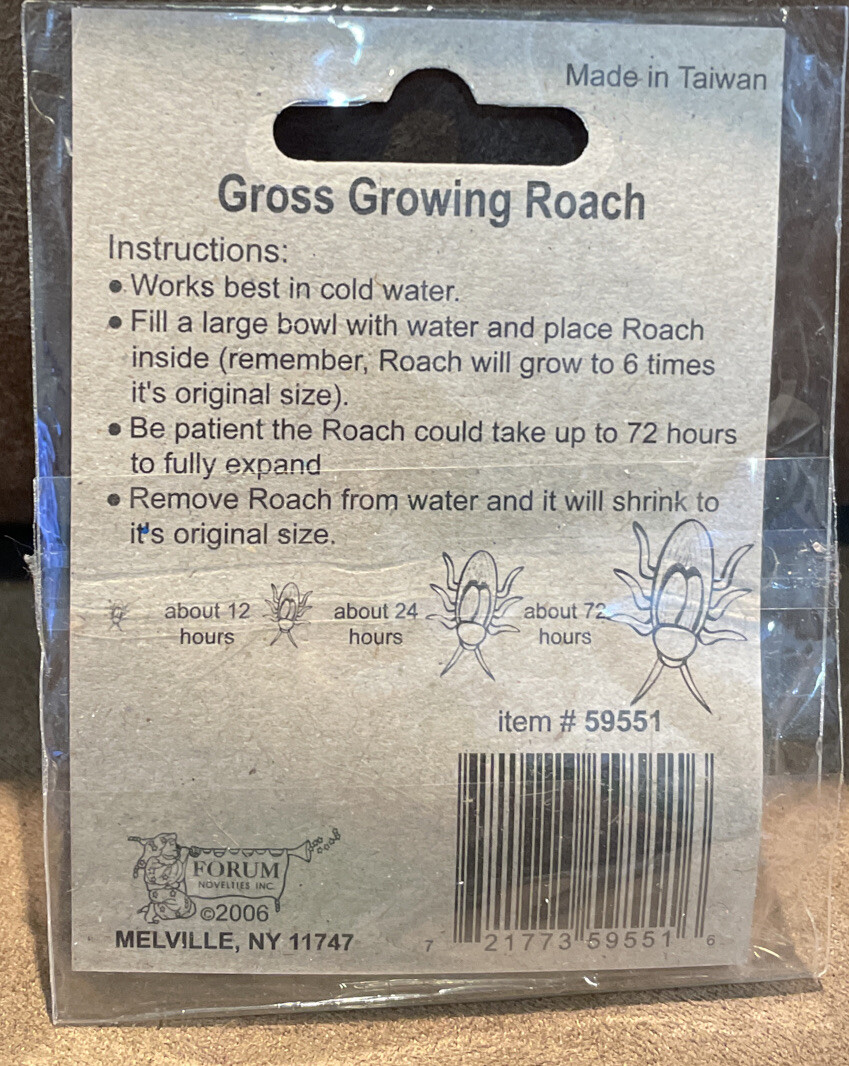 Made in Taiwan
Gross Growing Roach
Instructions:
• Works best in cold water.
• Fill a large bowl with water and place Roach
inside (remember, Roach will grow to 6 times
it's original size).
• Be patient the Roach could take up to 72 hours
to fully expand
• Remove Roach from water and it will shrink to
it's original size.
about 12
hours
about 24
hours
about 72
hours
item # 59551
FORUM
NOVELTIES INC.
©2006
MELVILLE, NY 11747
7 21773 59551 6